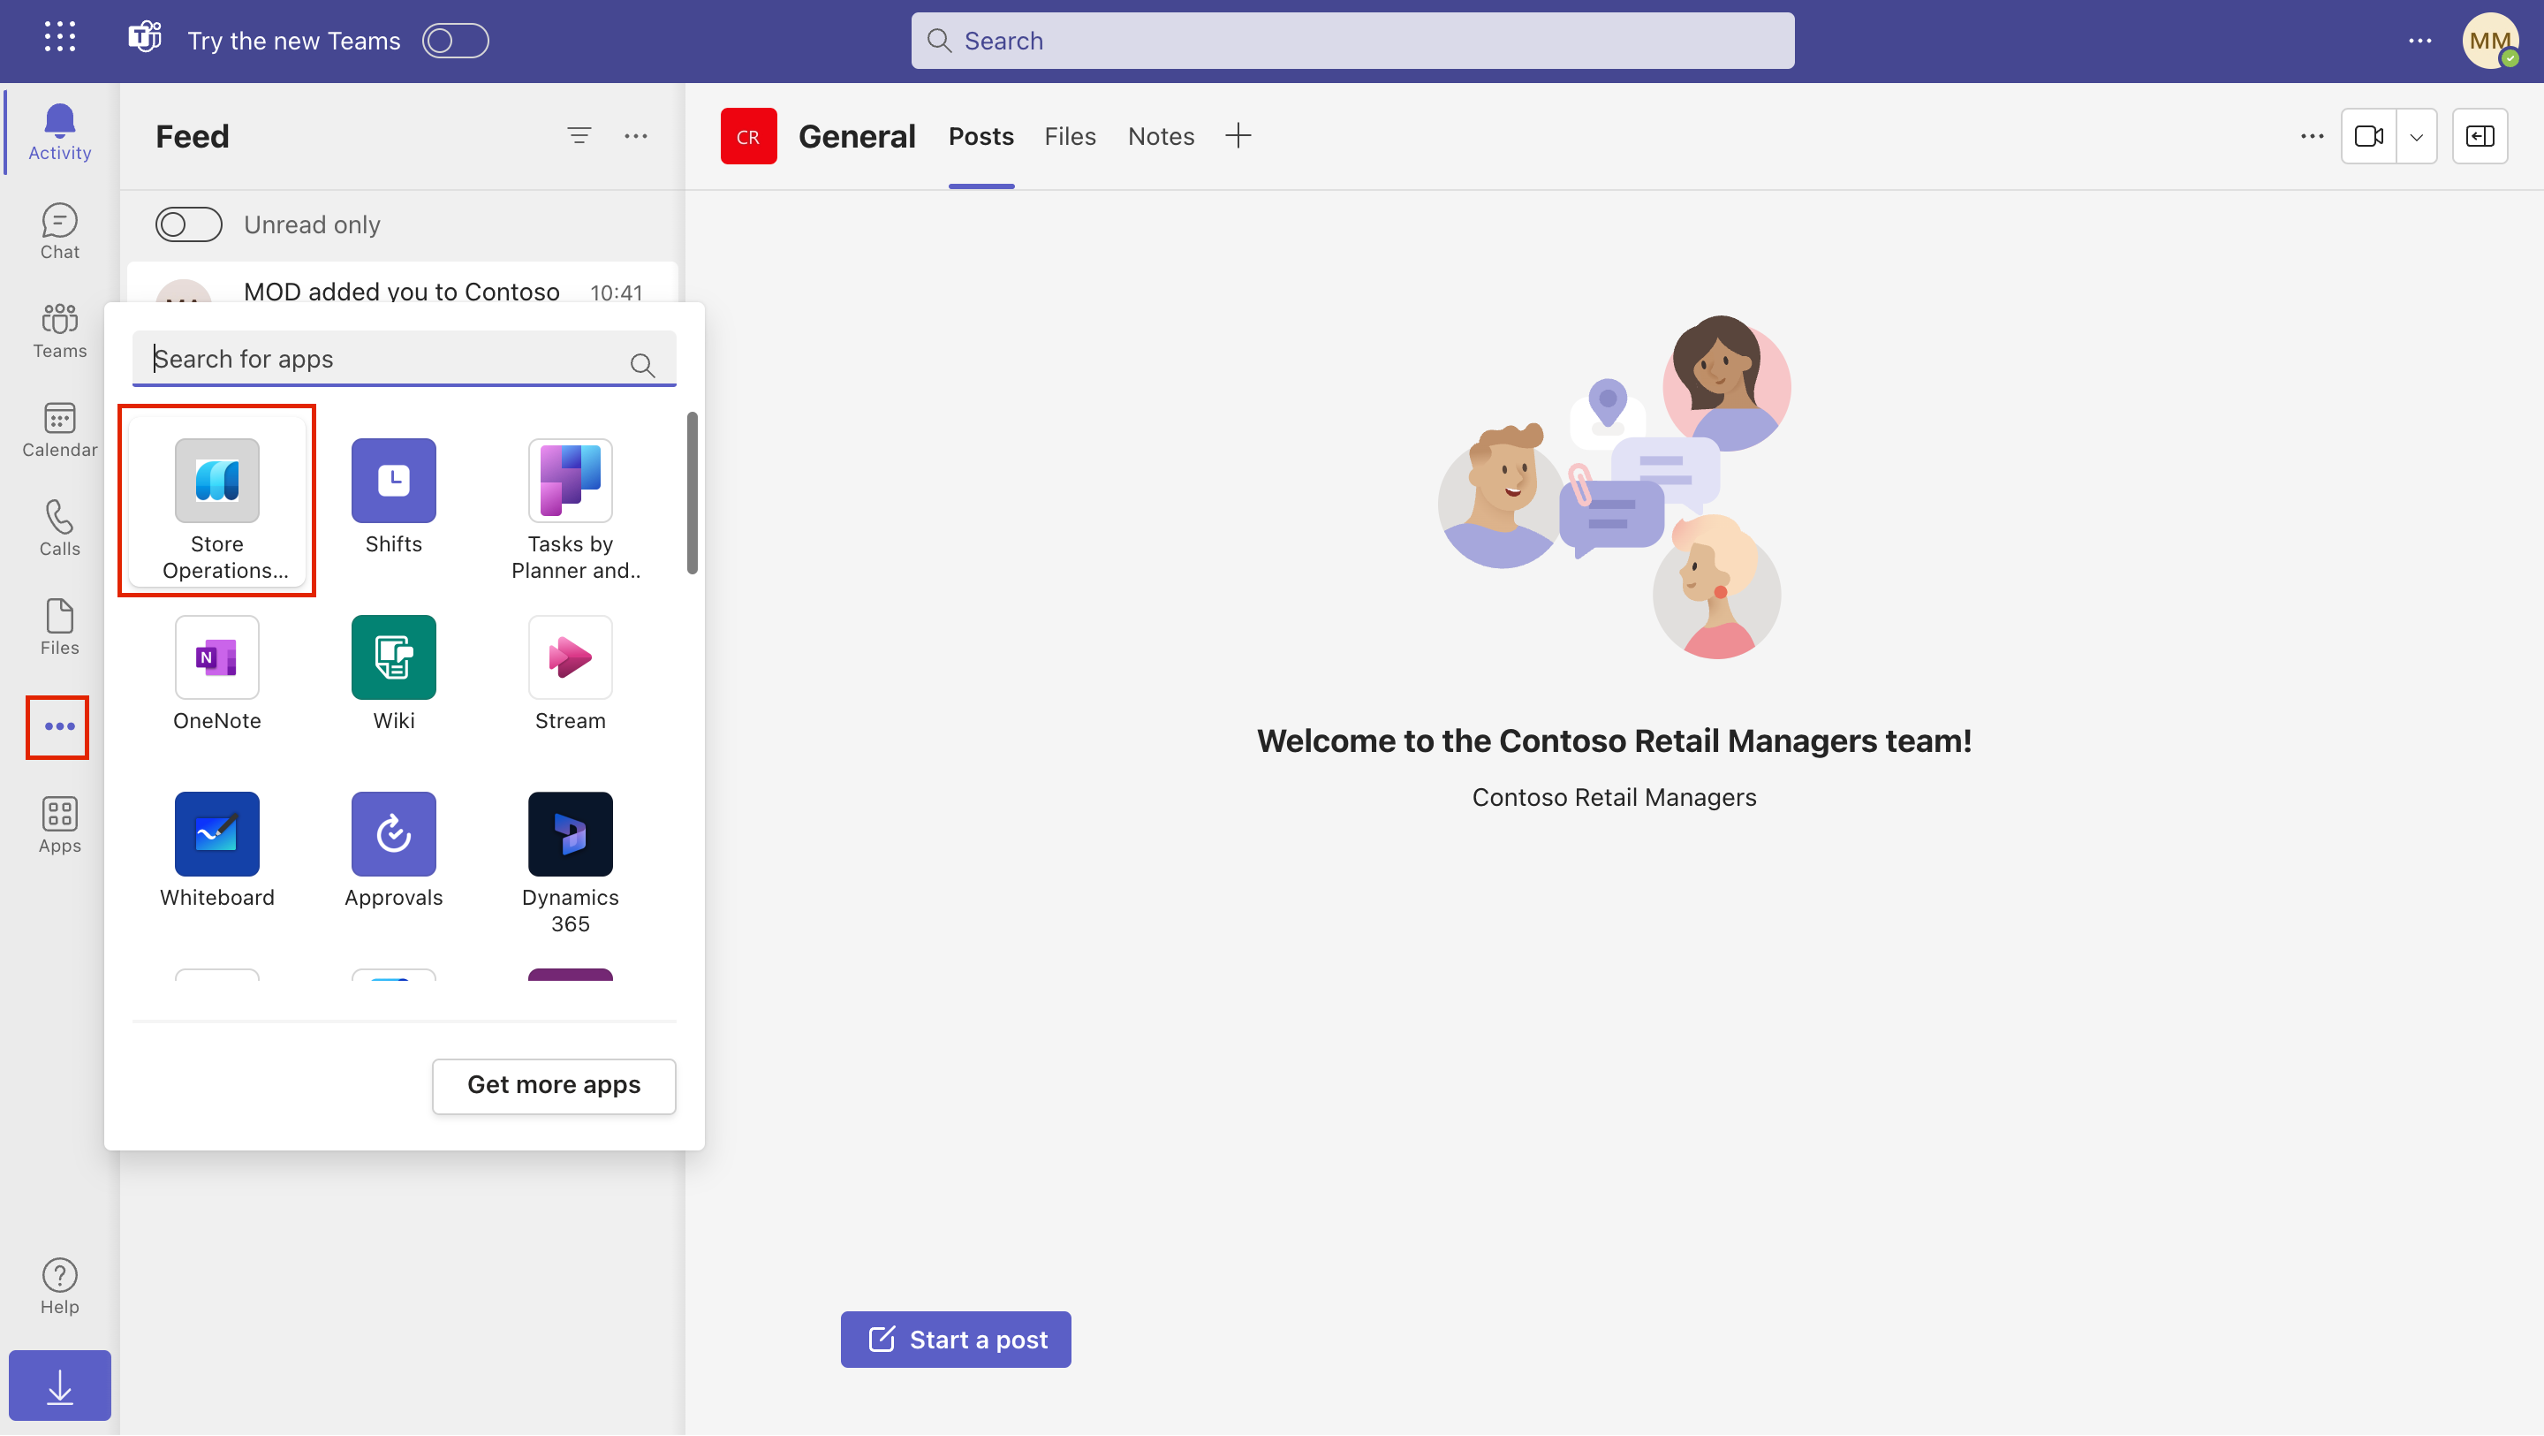 Try the new Teams
Search
MM
Activity
Chat
Teams
Calendar
Calls
Files
Apps
Help
Feed
Unread only
MOD added you to Contoso 10:41
Search for apps
Store
Operations...
Shifts
Tasks by
Planner and..
OneNote
Wiki
Stream
Whiteboard
Approvals
Dynamics
365
Get more apps
CR
General
Posts
Files
Notes
Welcome to the Contoso Retail Managers team!
Contoso Retail Managers
Start a post